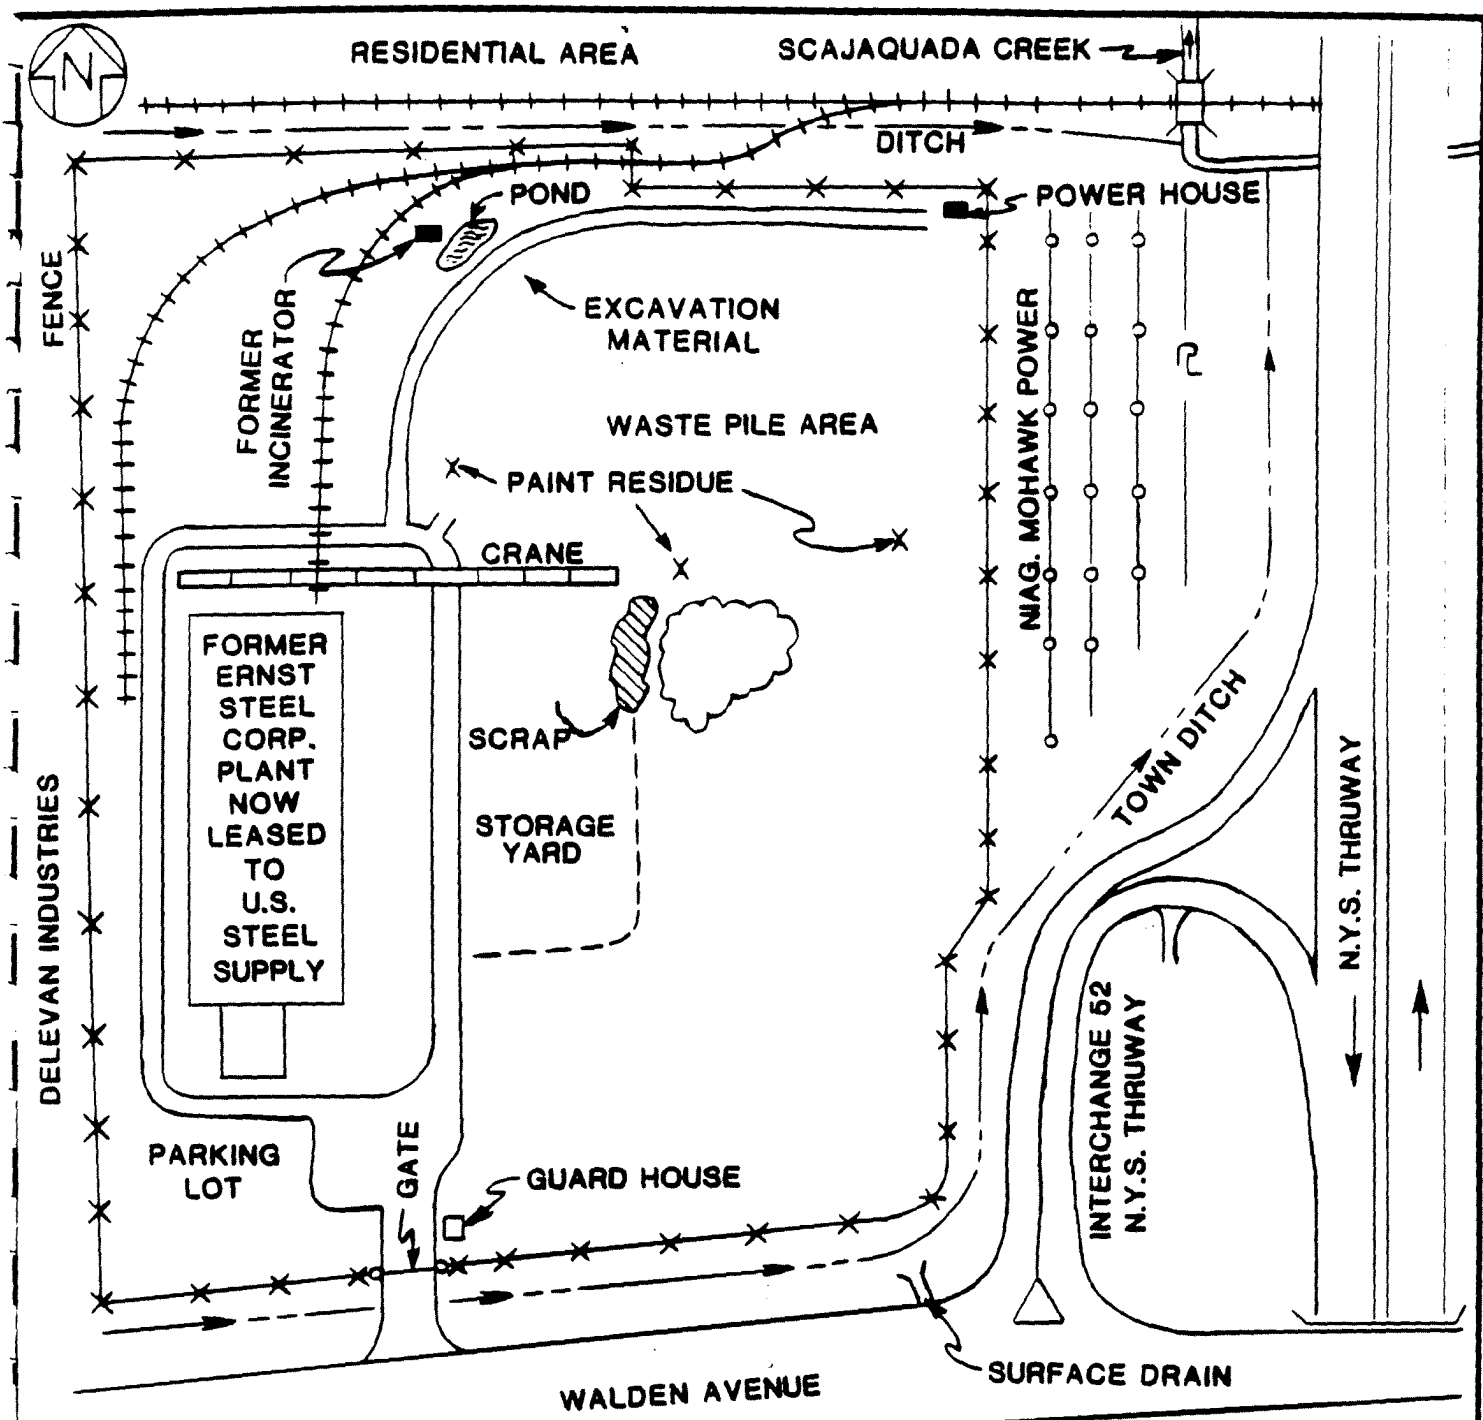 RESIDENTIAL AREA
SCAJAQUADA CREEK
N
DITCH
POND
POWER HOUSE
FENCE
EXCAVATION
MATERIAL
FORMER
INCINERATOR
NIAG. MOHAWK POWER
WASTE PILE AREA
PAINT RESIDUE
CRANE
FORMER
ERNST
STEEL
CORP.
PLANT
NOW
LEASED
TO
U.S.
STEEL
SUPPLY
SCRAP
STORAGE
YARD
TOWN DITCH
N.Y.S. THRUWAY
DELEVAN INDUSTRIES
INTERCHANGE 52
N.Y.S. THRUWAY
PARKING
LOT
GATE
GUARD HOUSE
SURFACE DRAIN
WALDEN AVENUE